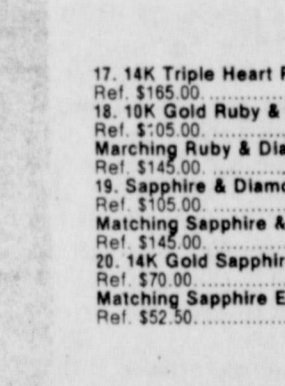 17. 14K Triple Heart
Ref. $165.00..............
18. 10K Gold Ruby &
Ref. $105.00..............
Marching Ruby & Dia
Ref. $145.00..............
19. Sapphire & Diamo
Ref. $105.00..............
Matching Sapphire &
Ref. $145.00..............
20. 14K Gold Sapphir
Ref. $70.00..............
Matching Sapphire E
Ref. $52.50..............